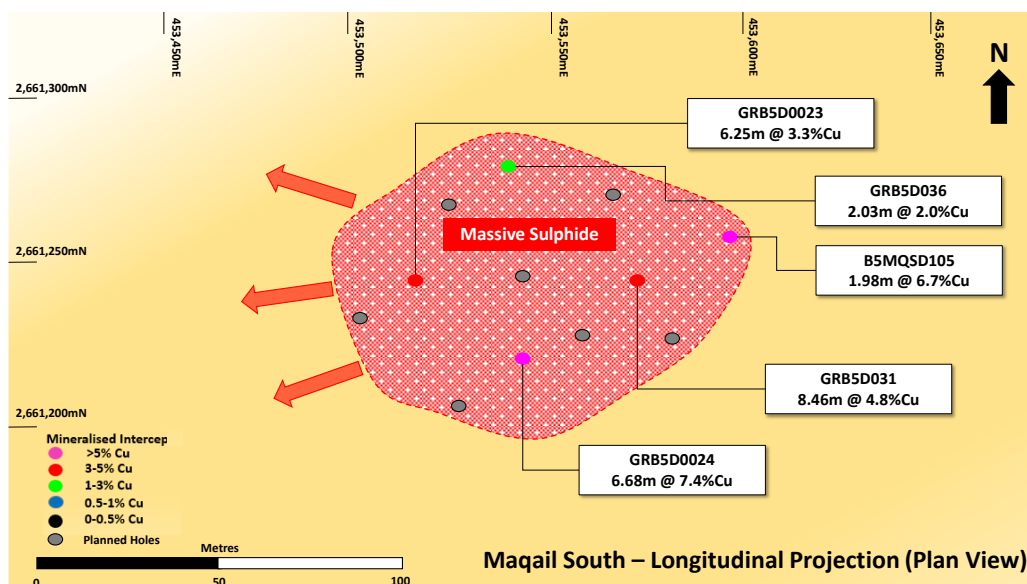 453,450mE
453,500mE
453,550mE
453,600mE
453,650mE
N
2,661,300mN
GRB5D0023
6.25m @ 3.3%Cu
GRB5D036
2.03m @ 2.0%Cu
Massive Sulphide
2,661,250mN
B5MQSD105
1.98m @ 6.7%Cu
GRB5D031
8.46m @ 4.8%Cu
2,661,200mN
GRB5D0024
6.68m @ 7.4%Cu
Mineralised Intercep
>5% Cu
3-5% Cu
1-3% Cu
0.5-1% Cu
0-0.5% Cu
Planned Holes
Metres
0 50 100
Maqail South – Longitudinal Projection (Plan View)